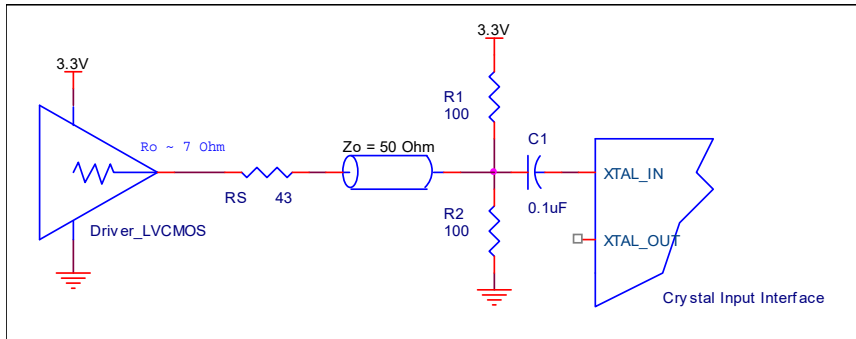 3.3V
3.3V
R1
100
C1
Ro ~ 7 Ohm
Zo = 50 Ohm
XTAL_IN
RS 43
0.1uF
R2
100
Driver_LVCMOS
XTAL_OUT
Crystal Input Interface